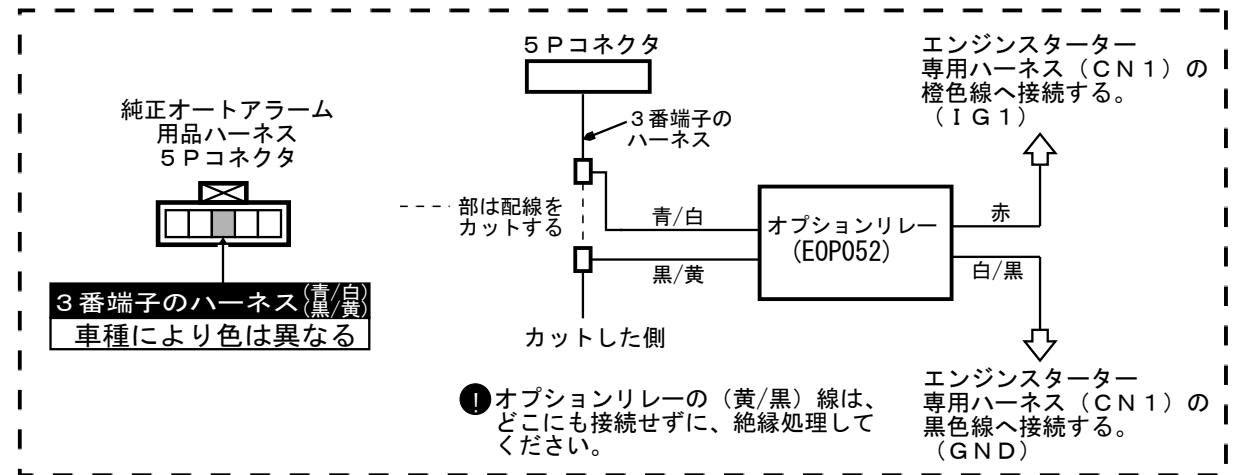 純正オートアラーム
用品ハーネス
５Ｐコネクタ
３番端子のハーネス(青/白)(黒/黄)
車種により色は異なる
５Ｐコネクタ
３番端子の
ハーネス
---- 部は配線を
カットする
青/白
黒/黄
カットした側
オプションリレー
(EOP052)
赤
白/黒
エンジンスターター
専用ハーネス（ＣＮ１）の
橙色線へ接続する。
（ＩＧ１）
エンジンスターター
専用ハーネス（ＣＮ１）の
黒色線へ接続する。
（ＧＮＤ）
! オプションリレーの（黄/黒）線は、
どこにも接続せずに、絶縁処理して
ください。